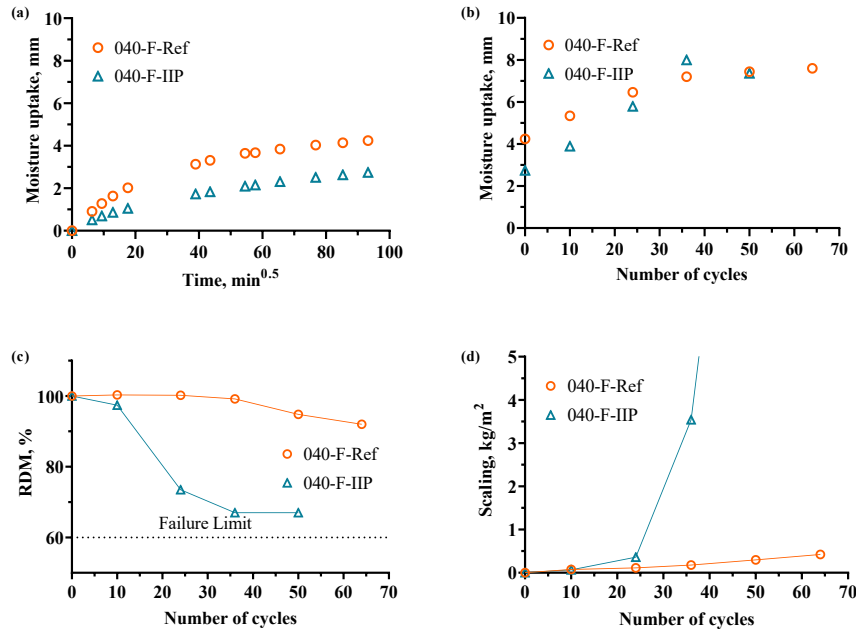 (a)
10
8
6
4
2
0
0 20 40 60 80 100
Moisture uptake, mm
Time, min^0.5
040-F-Ref
040-F-IIP
(b)
10
8
6
4
2
0
0 10 20 30 40 50 60 70
Moisture uptake, mm
Number of cycles
040-F-Ref
040-F-IIP
(c)
100
80
60
0 10 20 30 40 50 60 70
RDM, %
Number of cycles
040-F-Ref
040-F-IIP
Failure Limit
(d)
5
4
3
2
1
0
0 10 20 30 40 50 60 70
Scaling, kg/m²
Number of cycles
040-F-Ref
040-F-IIP